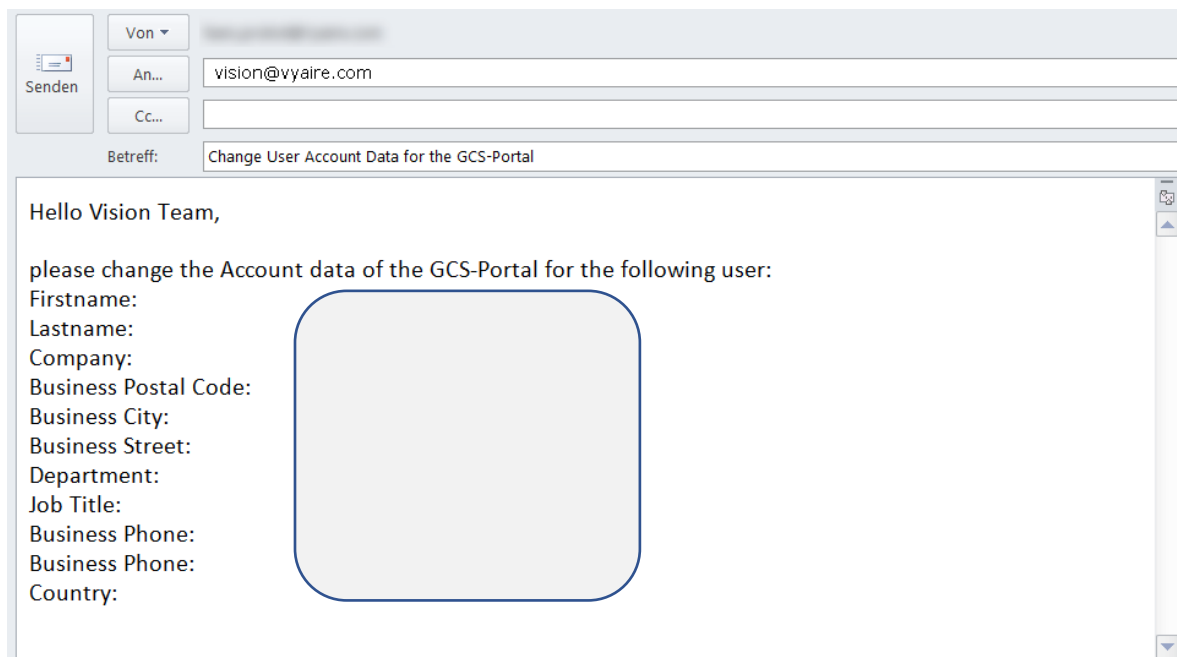 Von
Senden
An...
vision@vyaire.com
Cc...
Betreff:
Change User Account Data for the GCS-Portal
Hello Vision Team,
please change the Account data of the GCS-Portal for the following user:
Firstname:
Lastname:
Company:
Business Postal Code:
Business City:
Business Street:
Department:
Job Title:
Business Phone:
Business Phone:
Country: